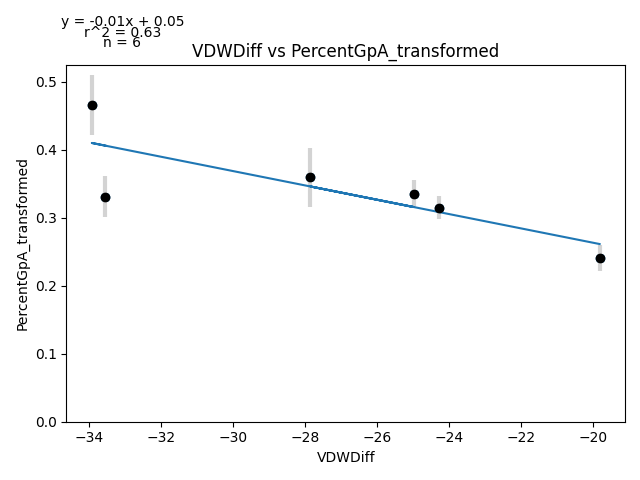 y = -0.01x + 0.05
r^2 = 0.63
n = 6
VDWDiff vs PercentGpA_transformed
0.5
0.4
0.3
0.2
0.1
0.0
PercentGpA_transformed
−34
−32
−30
−28
−26
−24
−22
−20
VDWDiff